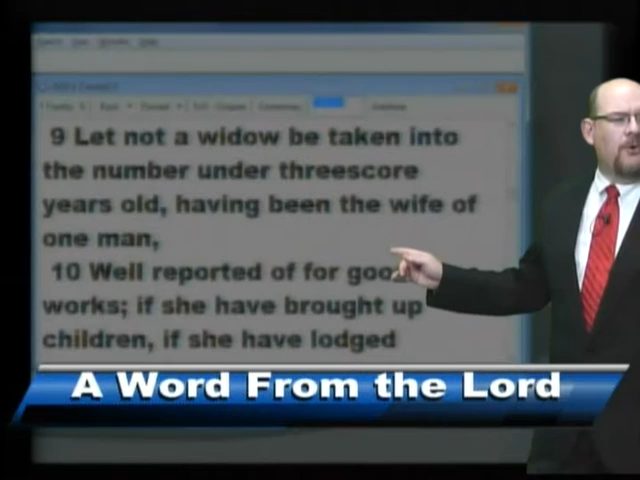 9 Let not a widow be taken into
the number under threescore
years old, having been the wife of
one man,
10 Well reported of for goo
works; if she have brought up
children, if she have lodged
A Word From the Lord